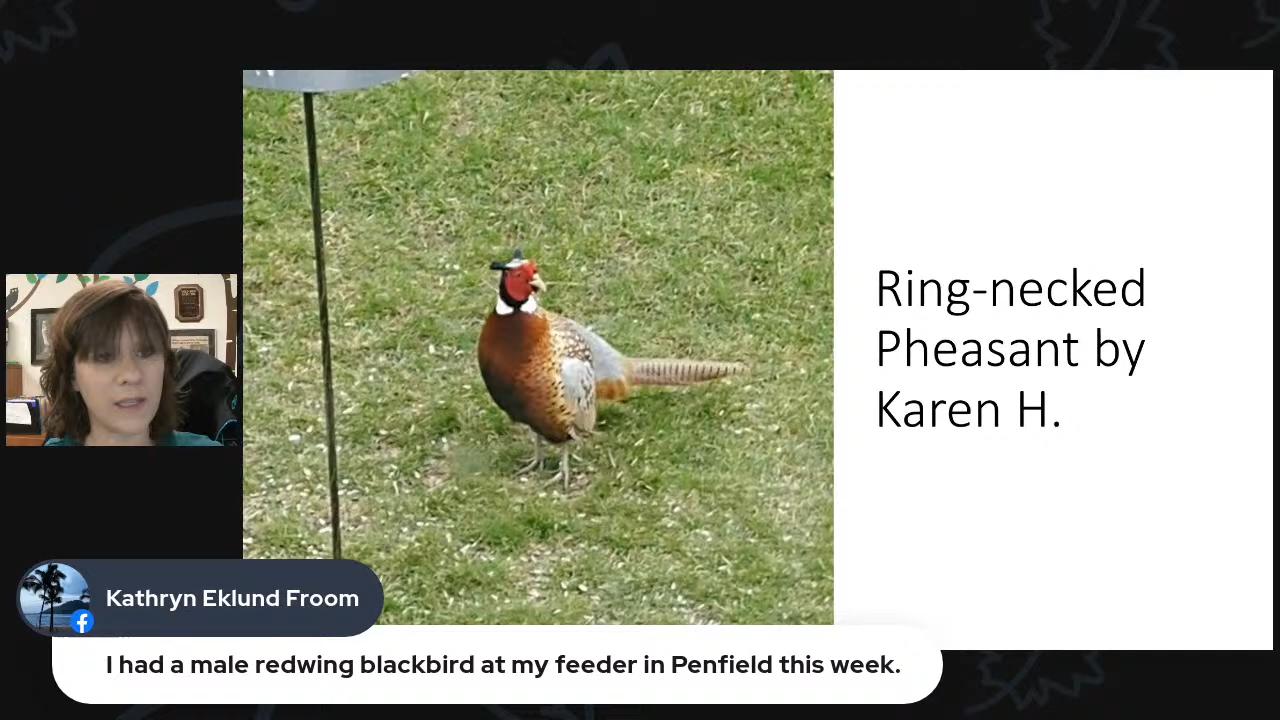 Ring-necked
Pheasant by
Karen H.
Kathryn Eklund Froom
I had a male redwing blackbird at my feeder in Penfield this week.